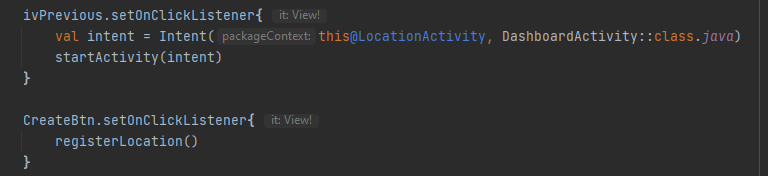 ivPrevious.setOnClickListener{ it: View!
val intent = Intent( packageContext: this@LocationActivity, DashboardActivity::class.java)
startActivity(intent)
}
CreateBtn.setOnClickListener{ it: View!
registerLocation()
}